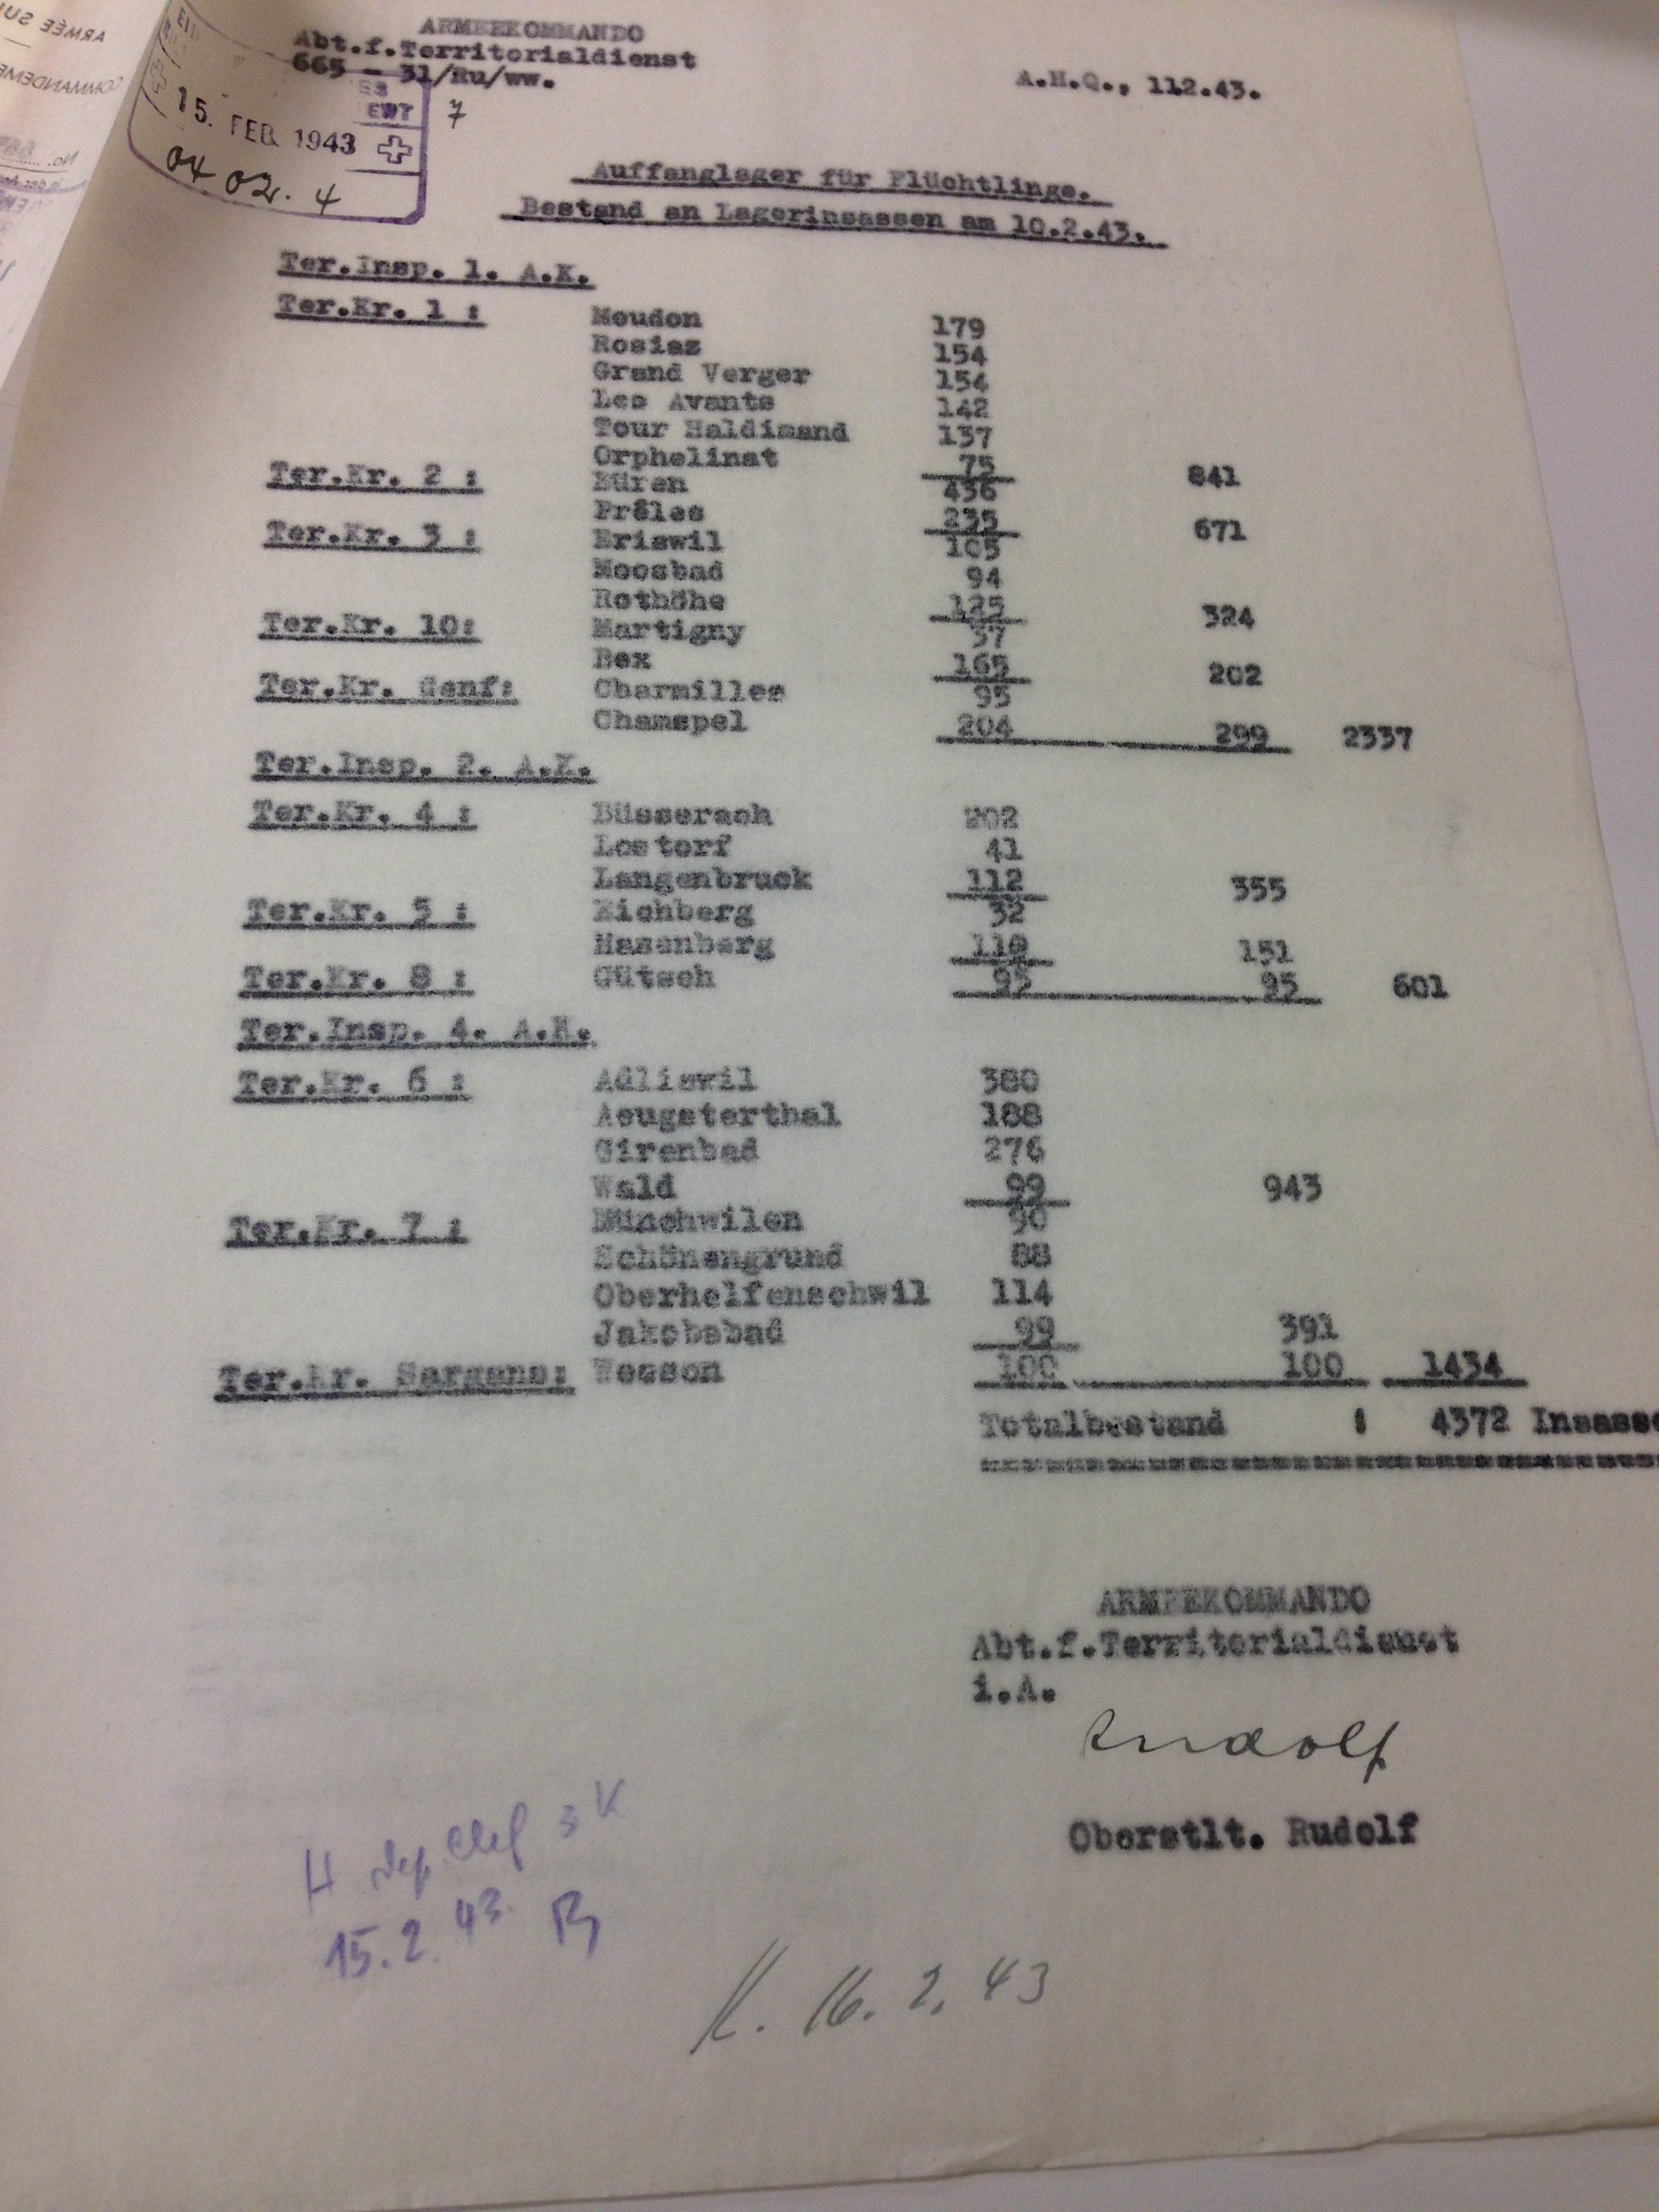 ARMEEKOMMANDO
Abt.f.Territorialdienst
665 - 31/Ru/ww.
A.H.Q., 112.43.
7
15. FEB. 1943
04 02. 4
Auffanglager für Flüchtlinge.
Bestand an Lagerinsassen am 10.2.43.
Ter.Insp. 1. A.K.
Ter.Kr. 1 : Moudon 179
Rosiaz 154
Grand Verger 154
Les Avants 142
Tour Haldimand 137
Orphelinat 75 841
Ter.Kr. 2 : Büren 436
Prêles 235 671
Ter.Kr. 3 : Eriswil 105
Moosbad 94
Rothöhe 125 324
Ter.Kr. 10: Martigny 37
Bex 165 202
Ter.Kr. Genf: Charmilles 95
Champel 204 299 2337
Ter.Insp. 2. A.K.
Ter.Kr. 4 : Büsserach 202
Lostorf 41
Langenbruck 112 355
Ter.Kr. 5 : Eichberg 32
Hasenberg 119 151
Ter.Kr. 8 : Gütsch 95 95 601
Ter.Insp. 4. A.K.
Ter.Kr. 6 : Adliswil 380
Aeugsterthal 188
Girenbad 276
Wald 99 943
Ter.Kr. 7 : Münchwilen 90
Schönengrund 88
Oberhelfenschwil 114
Jakobsbad 99 391
Ter.Kr. Sargans: Weesen 100 100 1434
Totalbestand : 4372 Insasse
ARMEEKOMMANDO
Abt.f.Territorialdienst
i.A.
Rudolf
Oberstlt. Rudolf
15.2.43.
16.2.43